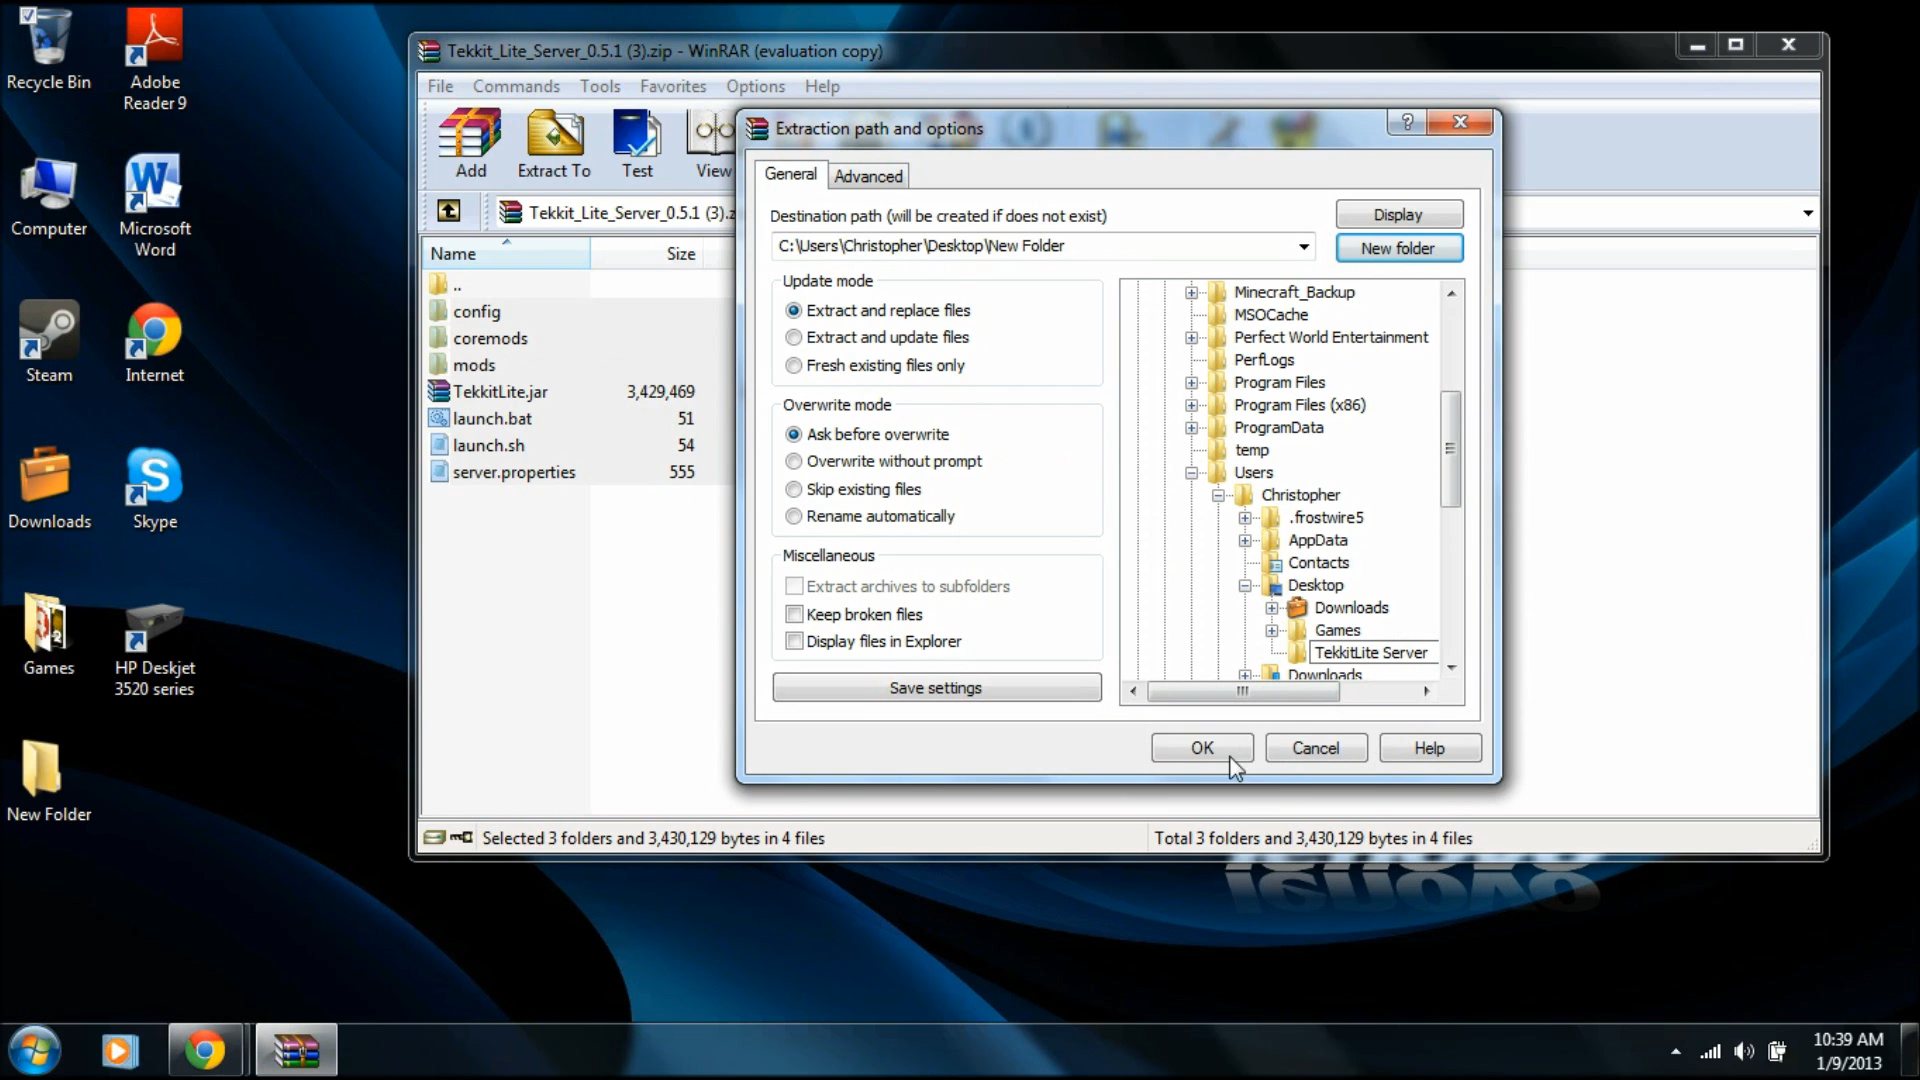 Recycle Bin
Adobe
Reader 9
Computer
Microsoft
Word
Steam
Internet
Downloads
Skype
Games
HP Deskjet
3520 series
New Folder
Tekkit_Lite_Server_0.5.1 (3).zip - WinRAR (evaluation copy)
File Commands Tools Favorites Options Help
Add
Extract To
Test
View
Tekkit_Lite_Server_0.5.1 (3).z
Name Size
..
config
coremods
mods
TekkitLite.jar 3,429,469
launch.bat 51
launch.sh 54
server.properties 555
Extraction path and options
General Advanced
Destination path (will be created if does not exist)
Display
C:\Users\Christopher\Desktop\New Folder
New folder
Update mode
Extract and replace files
Extract and update files
Fresh existing files only
Overwrite mode
Ask before overwrite
Overwrite without prompt
Skip existing files
Rename automatically
Miscellaneous
Extract archives to subfolders
Keep broken files
Display files in Explorer
Save settings
Minecraft_Backup
MSOCache
Perfect World Entertainment
PerfLogs
Program Files
Program Files (x86)
ProgramData
temp
Users
Christopher
.frostwire5
AppData
Contacts
Desktop
Downloads
Games
TekkitLite Server
Downloads
OK Cancel Help
Selected 3 folders and 3,430,129 bytes in 4 files
Total 3 folders and 3,430,129 bytes in 4 files
lenovo
10:39 AM
1/9/2013